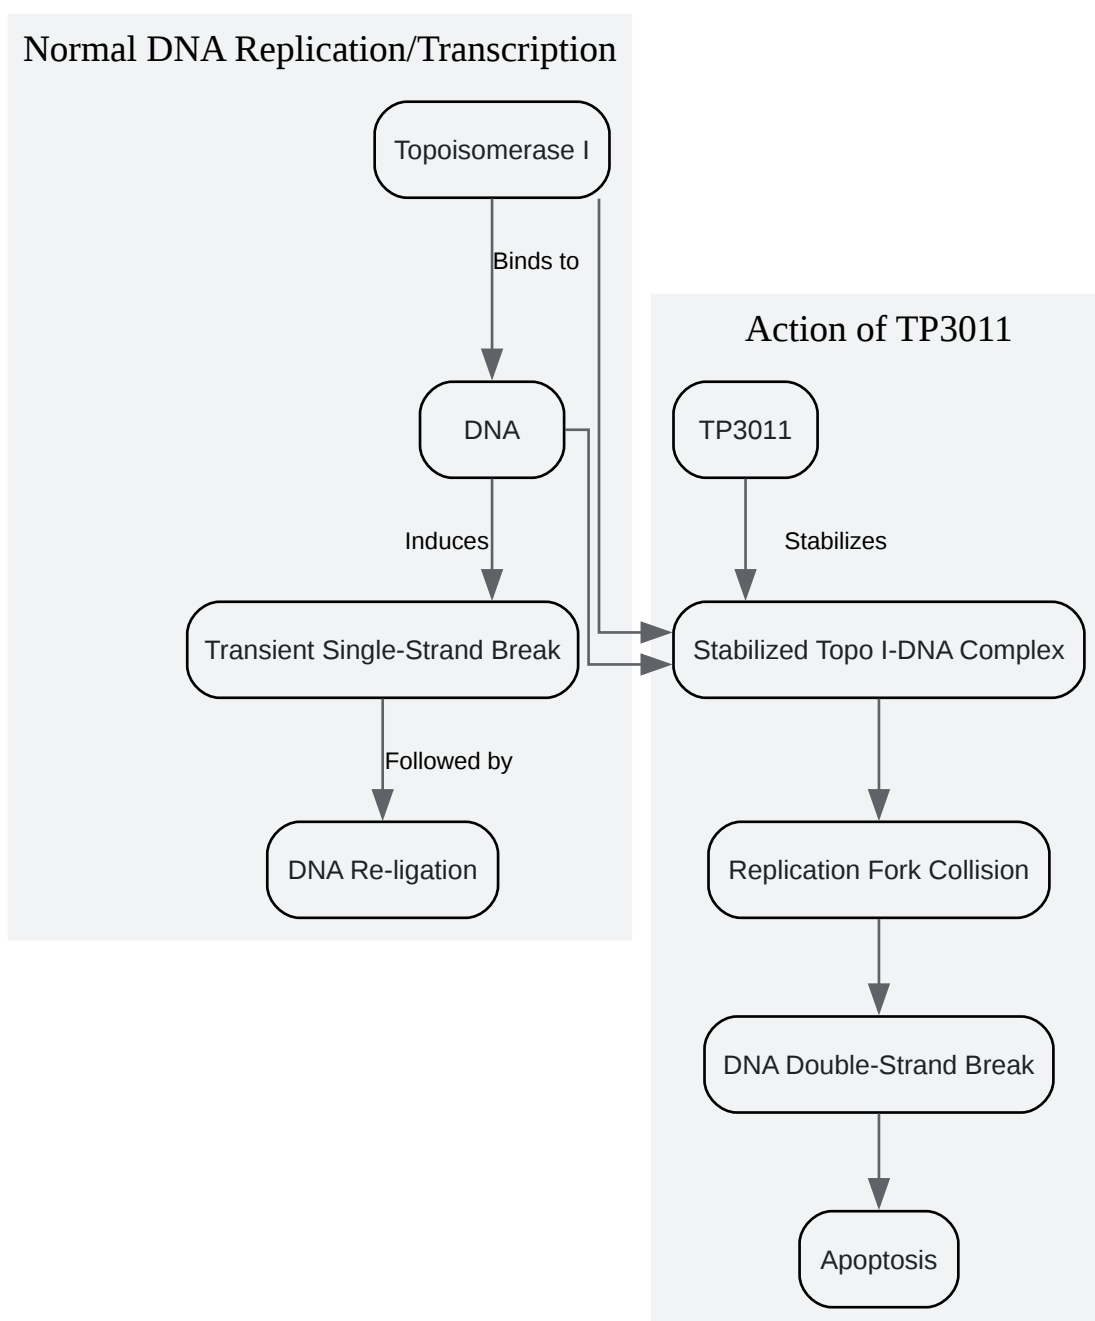 Normal DNA Replication/Transcription
Topoisomerase I
Binds to
DNA
Induces
Transient Single-Strand Break
Followed by
DNA Re-ligation
Action of TP3011
TP3011
Stabilizes
Stabilized Topo I-DNA Complex
Replication Fork Collision
DNA Double-Strand Break
Apoptosis